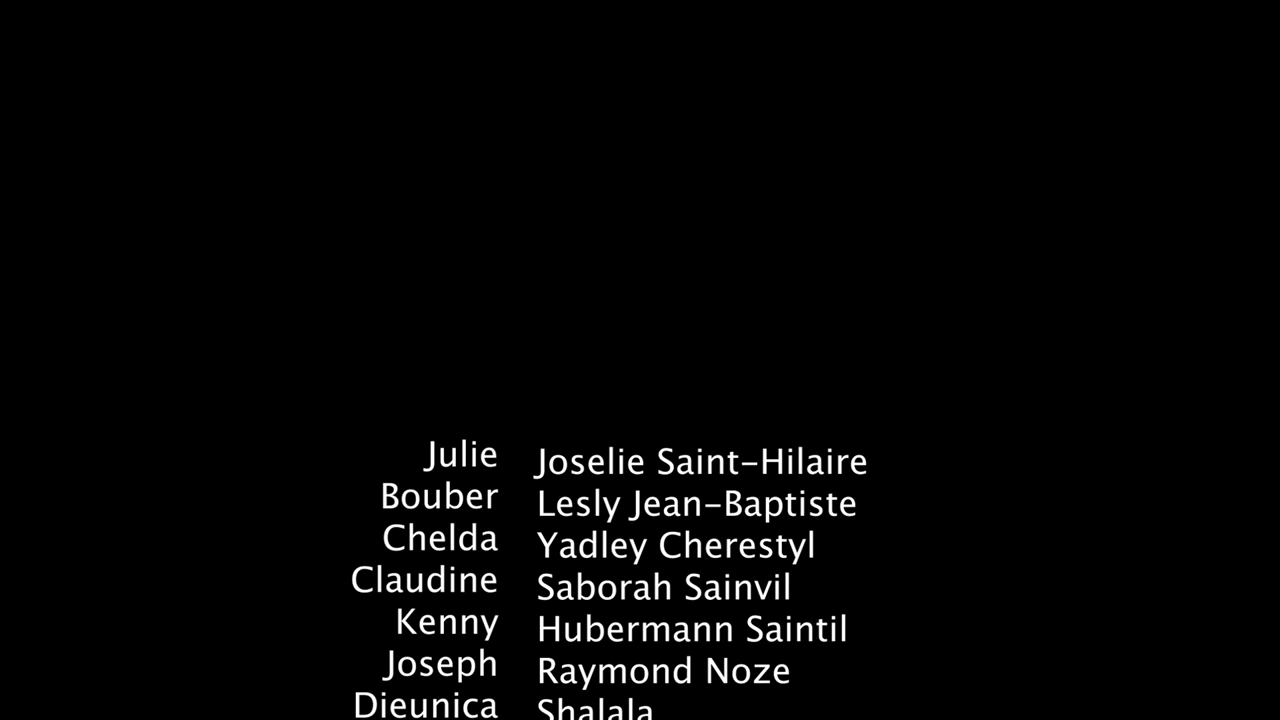 Julie Joselie Saint-Hilaire
Bouber Lesly Jean-Baptiste
Chelda Yadley Cherestyl
Claudine Saborah Sainvil
Kenny Hubermann Saintil
Joseph Raymond Noze
Dieunica Shalala